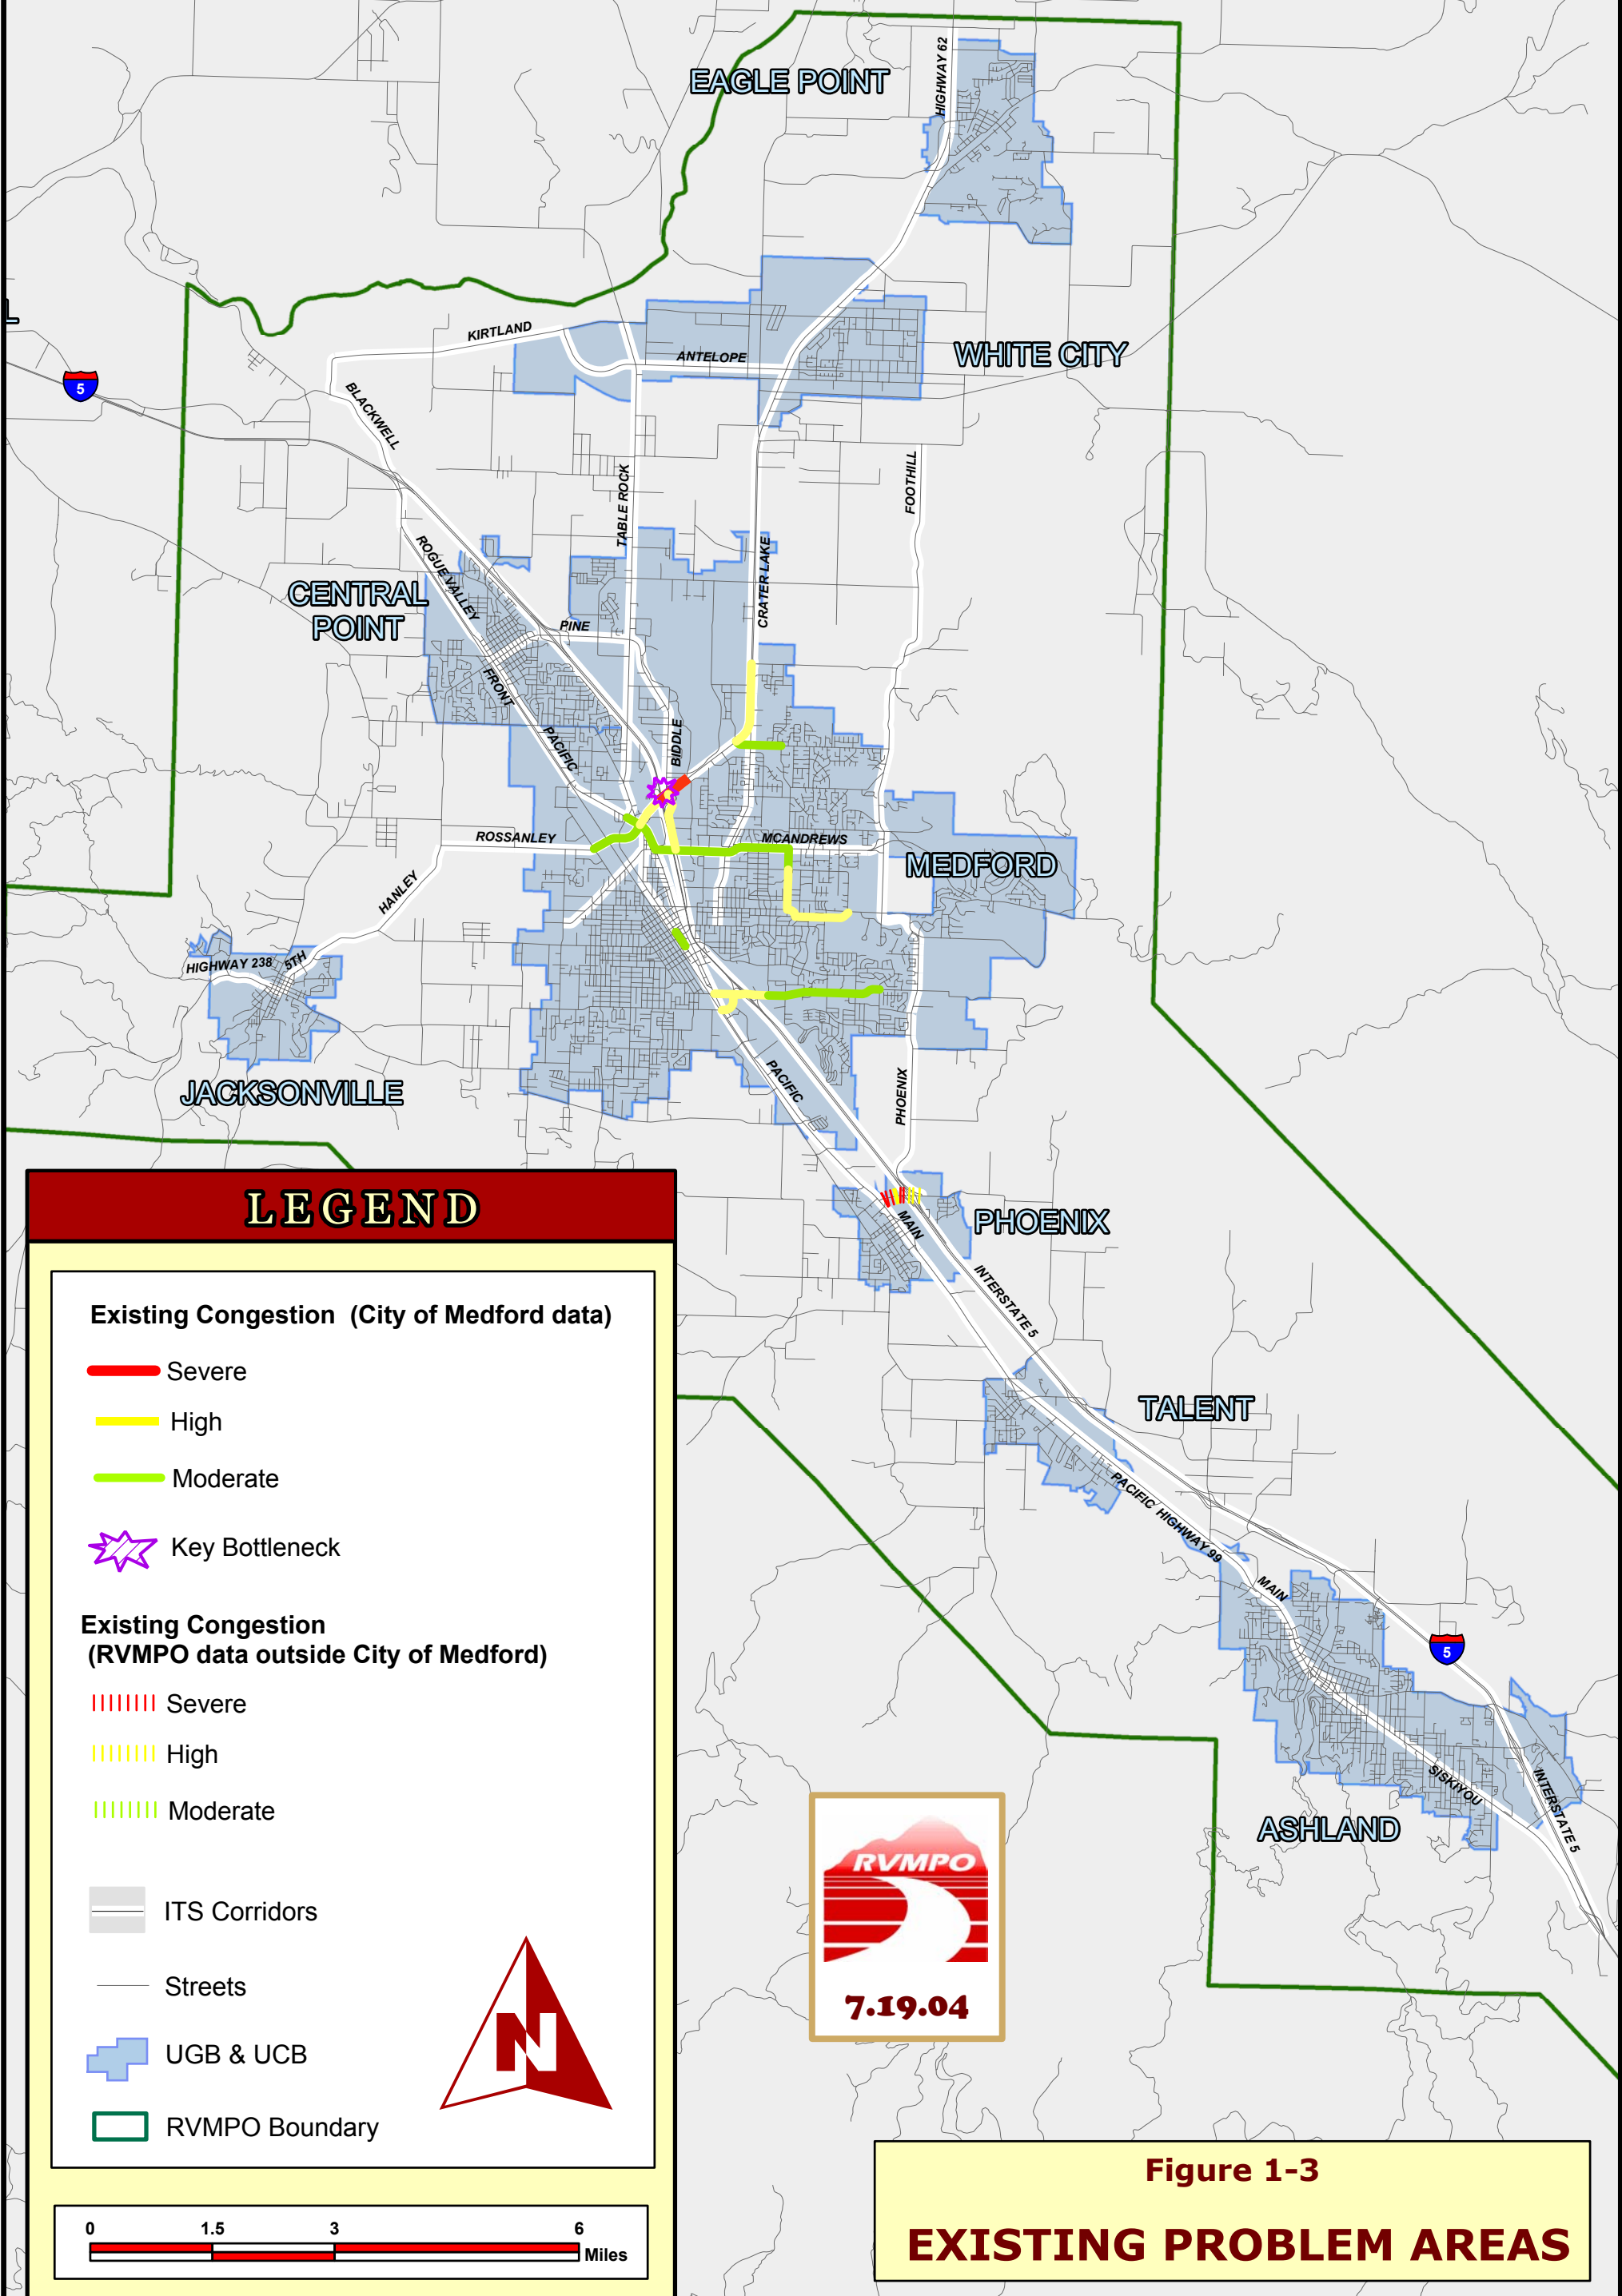 HIGHWAY 62
EAGLE POINT
KIRTLAND
ANTELOPE
WHITE CITY
5
BLACKWELL
TABLE ROCK
FOOTHILL
ROGUE VALLEY
CRATER LAKE
CENTRAL
POINT
PINE
FRONT
PACIFIC
BIDDLE
ROSSANLEY
MCANDREWS
MEDFORD
HANLEY
HIGHWAY 238
5TH
JACKSONVILLE
PACIFIC
PHOENIX
MAIN
PHOENIX
INTERSTATE 5
TALENT
PACIFIC HIGHWAY 99
MAIN
5
SISKIYOU
INTERSTATE 5
ASHLAND
LEGEND
Existing Congestion (City of Medford data)
Severe
High
Moderate
Key Bottleneck
Existing Congestion
(RVMPO data outside City of Medford)
Severe
High
Moderate
ITS Corridors
Streets
UGB & UCB
RVMPO Boundary
N
0 1.5 3 6
Miles
RVMPO
7.19.04
Figure 1-3
EXISTING PROBLEM AREAS